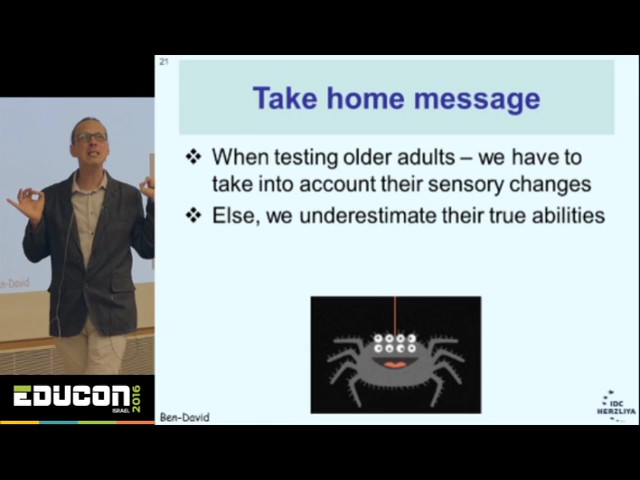 21
Take home message
❖ When testing older adults – we have to
take into account their sensory changes
❖ Else, we underestimate their true abilities
n-David
EDUCON
ISRAEL
2016
Ben-David
IDC
HERZLIYA